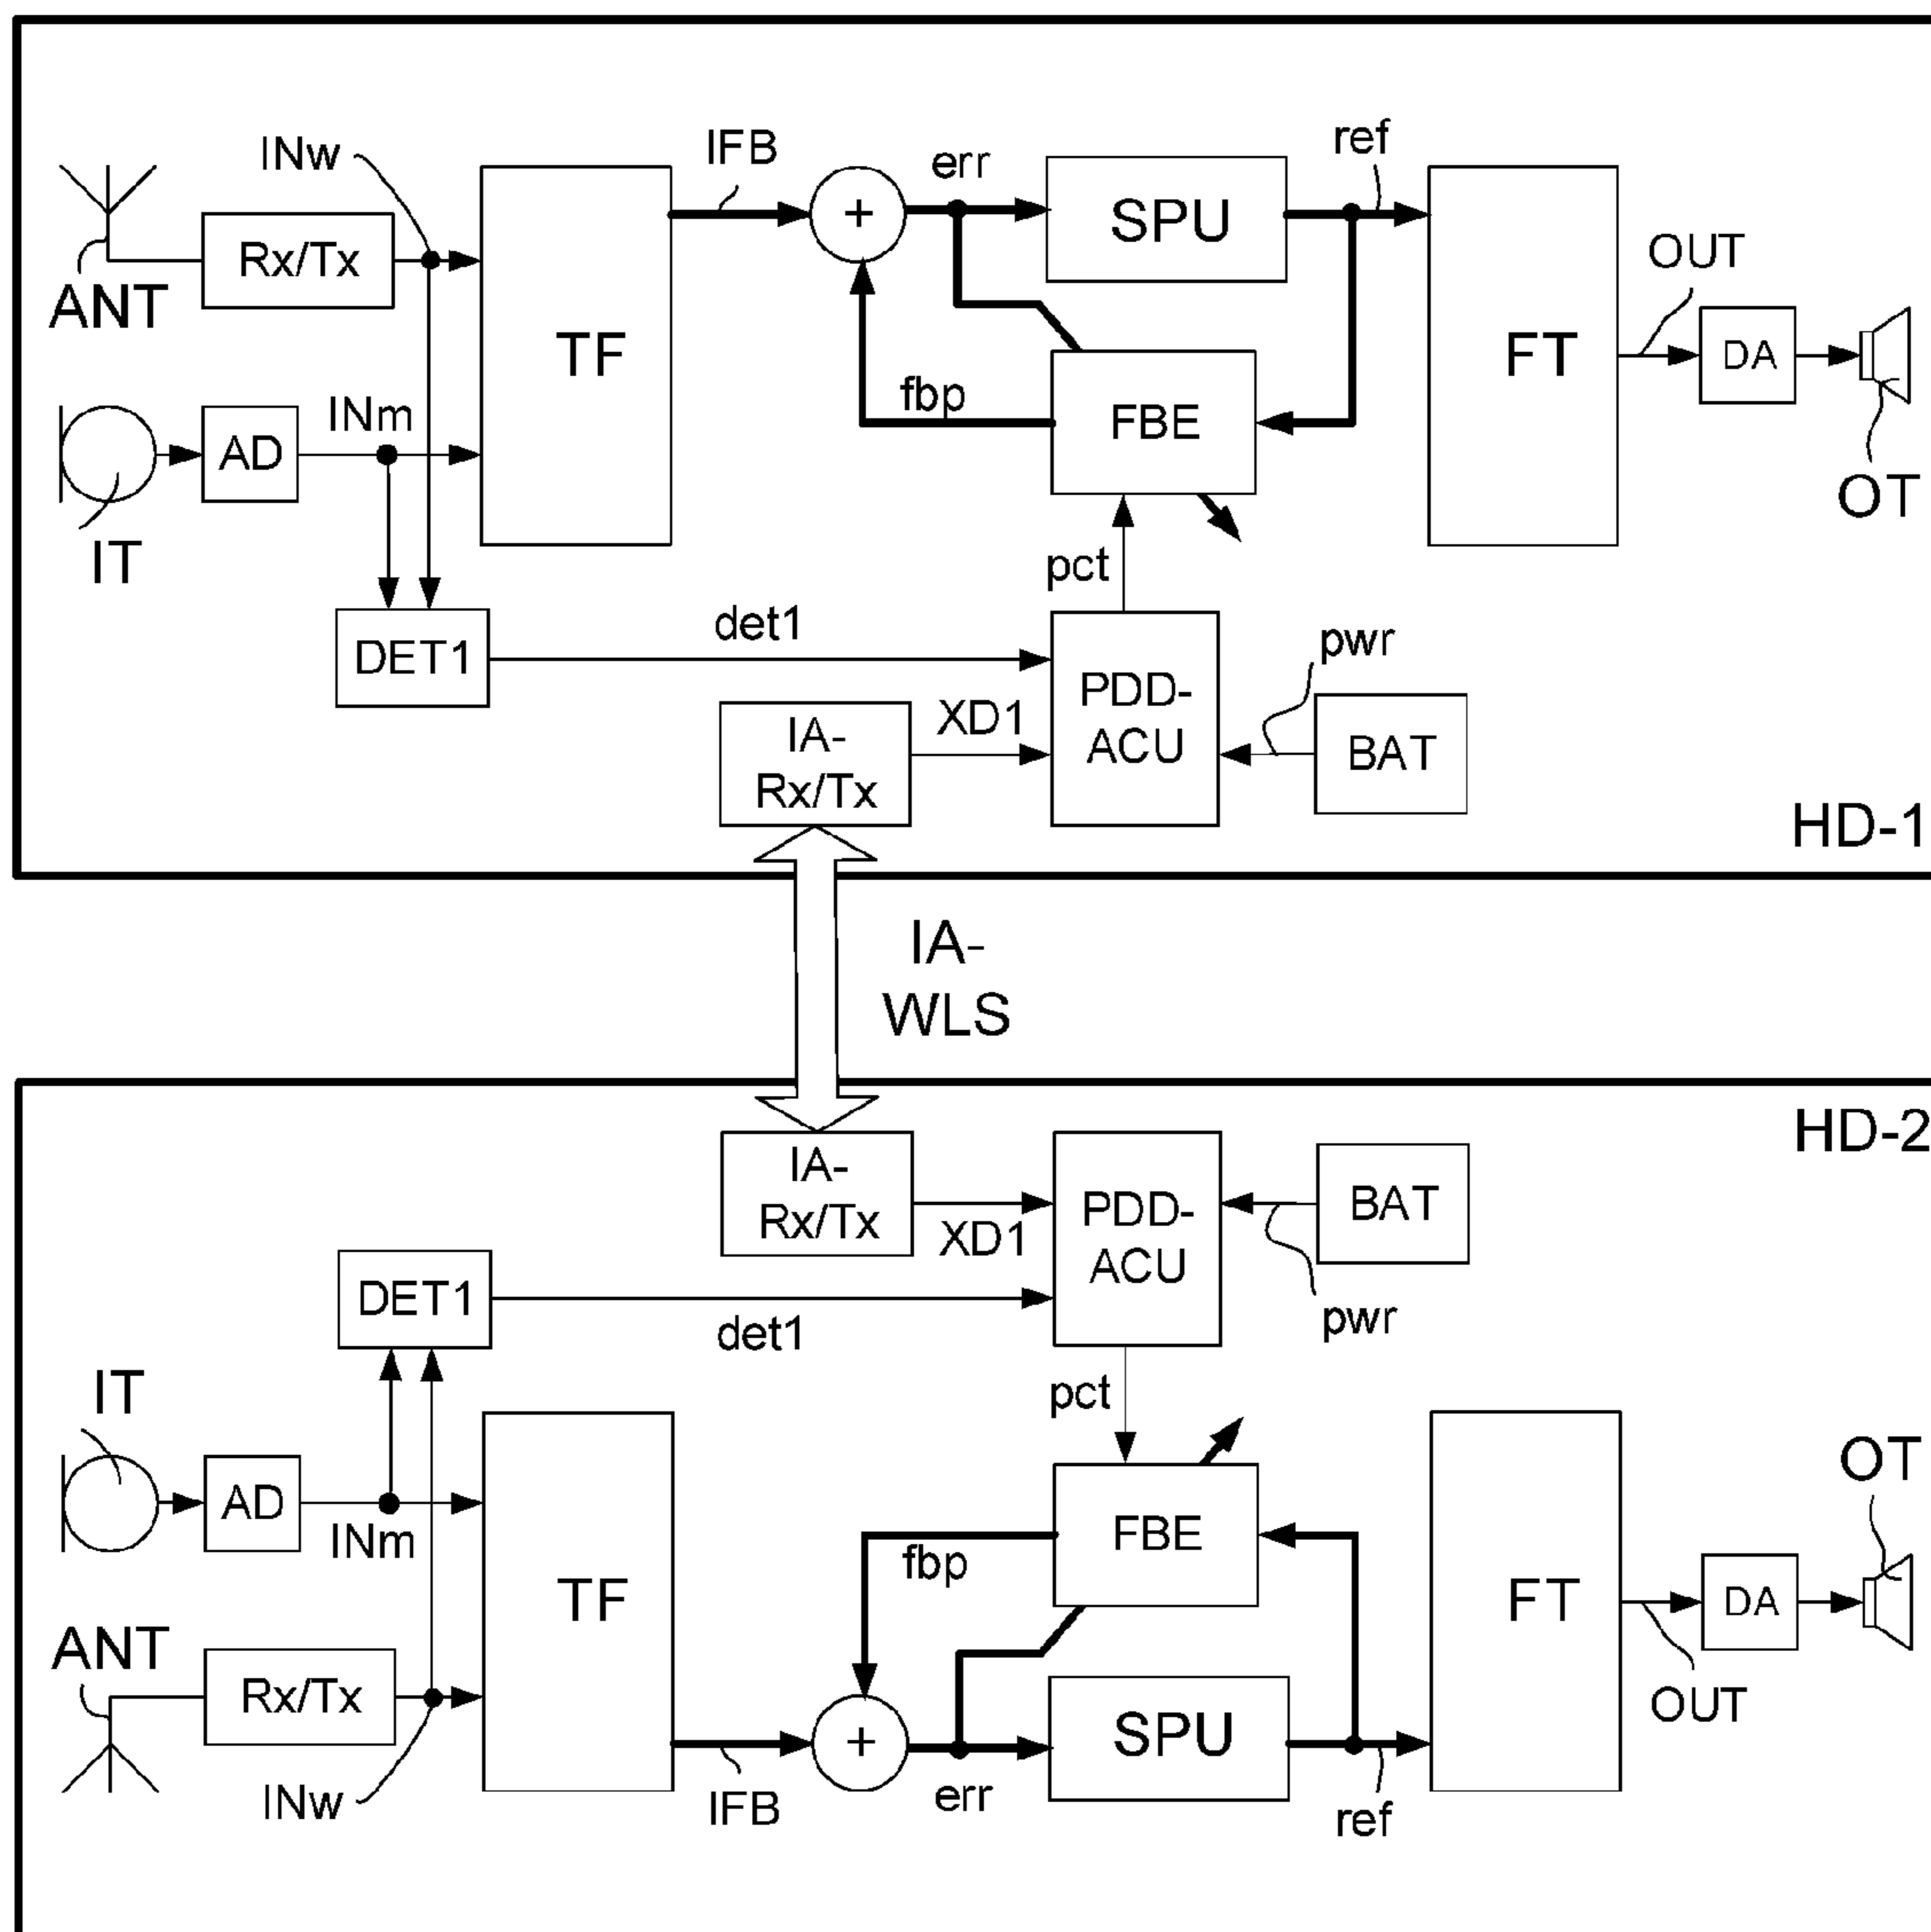 INw
IFB
err
ref
+
SPU
Rx/Tx
OUT
ANT
TF
FT
DA
fbp
FBE
INm
AD
OT
IT
pct
det1
pwr
DET1
PDD-
ACU
XD1
IA-
Rx/Tx
BAT
HD-1
IA-
WLS
HD-2
IA-
Rx/Tx
XD1
PDD-
ACU
BAT
DET1
det1
pwr
IT
pct
OT
AD
INm
fbp
FBE
TF
FT
DA
ANT
Rx/Tx
OUT
+
SPU
INw
IFB
err
ref